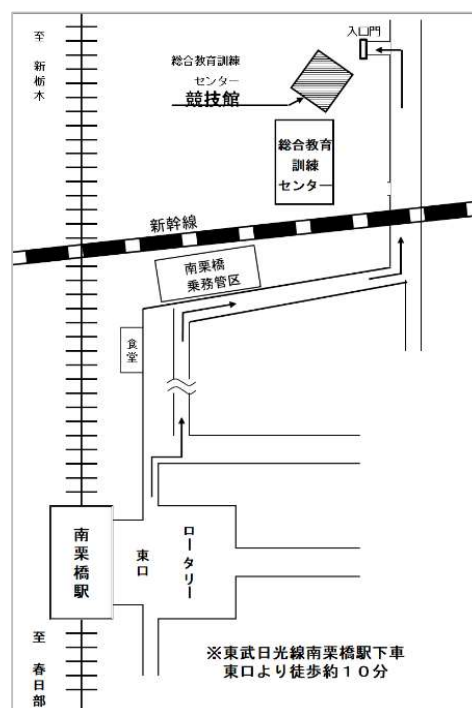 至 新栃木
入口門
総合教育訓練
センター
競技館
総合教育
訓練
センター
新幹線
南栗橋
乗務管区
食堂
南栗橋駅
東口
ロータリー
至 春日部
※東武日光線南栗橋駅下車
東口より徒歩約10分